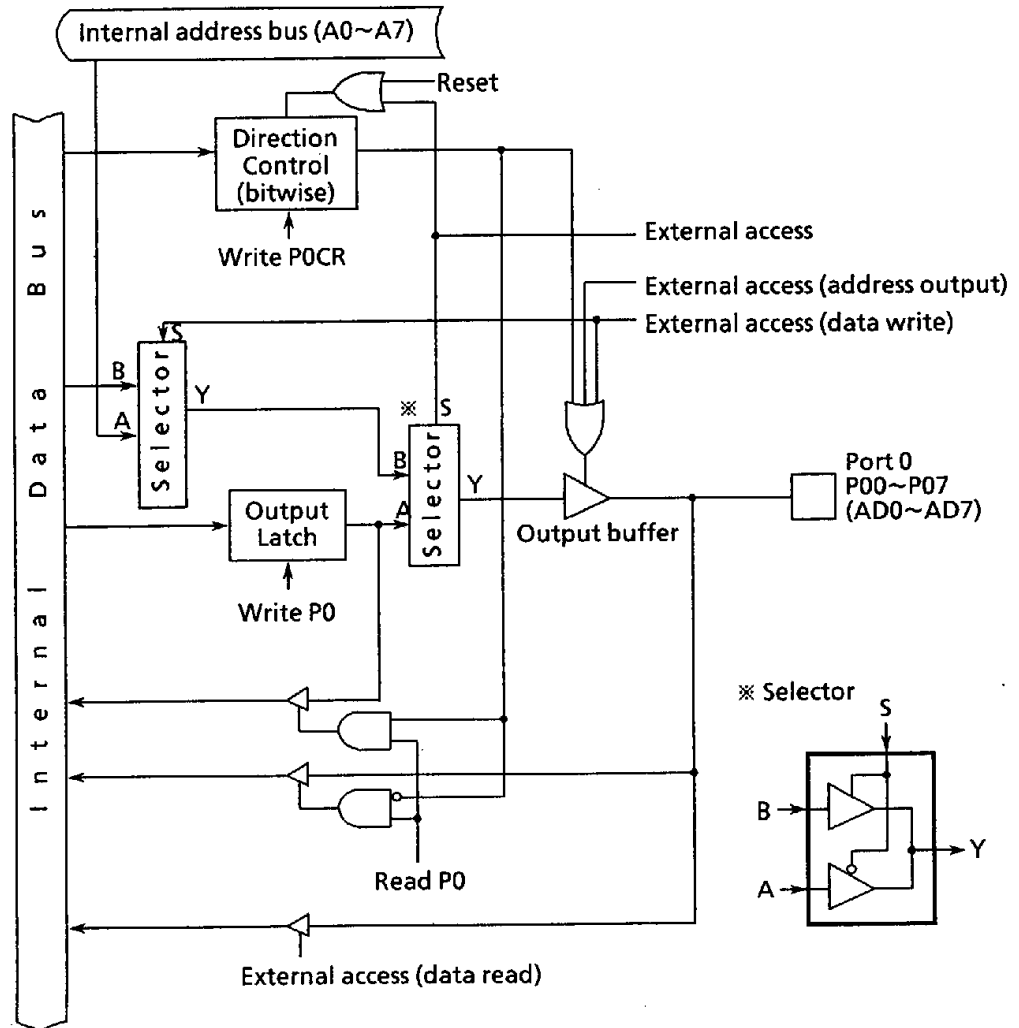 Internal address bus (A0~A7)
Reset
Direction
Control
(bitwise)
Write P0CR
External access
External access (address output)
External access (data write)
S
B
A
Selector
Y
※ S
B
A
Selector
Y
Output
Latch
Write P0
Output buffer
Port 0
P00~P07
(AD0~AD7)
Internal Data Bus
Read P0
External access (data read)
※ Selector
S
B
A
Y